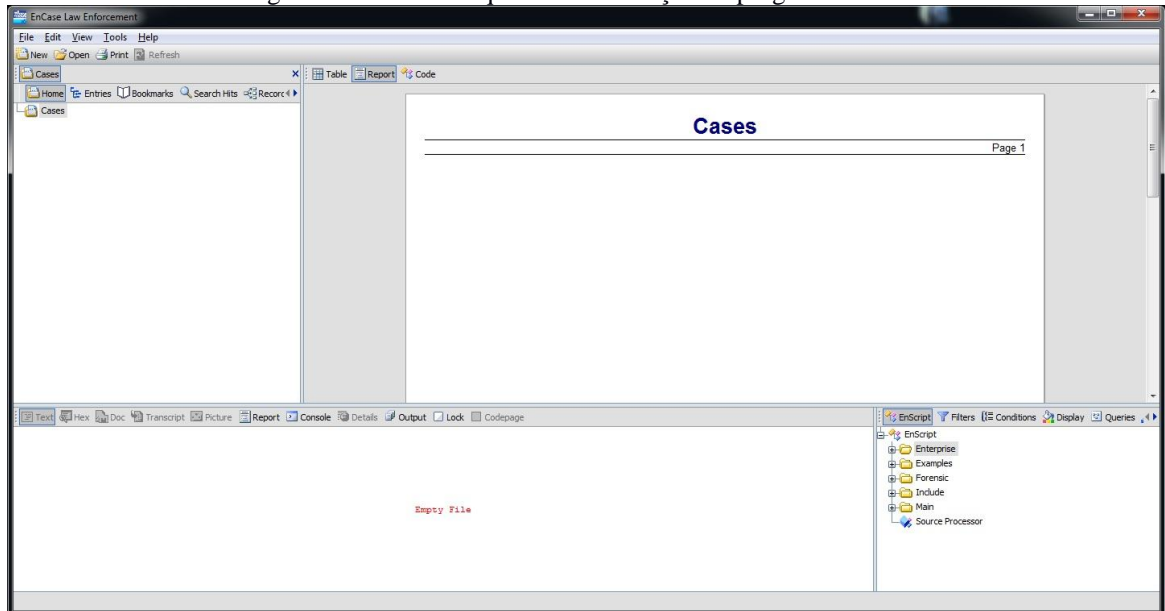 EnCase Law Enforcement
File Edit View Tools Help
New Open Print Refresh
Cases
Table Report Code
Home Entries Bookmarks Search Hits
Cases
Cases
Page 1
Text Hex Doc Transcript Picture Report Console Details Output Lock Codepage
EnScript Filters Conditions Display Queries
EnScript
Enterprise
Examples
Forensic
Include
Main
Source Processor
Empty File